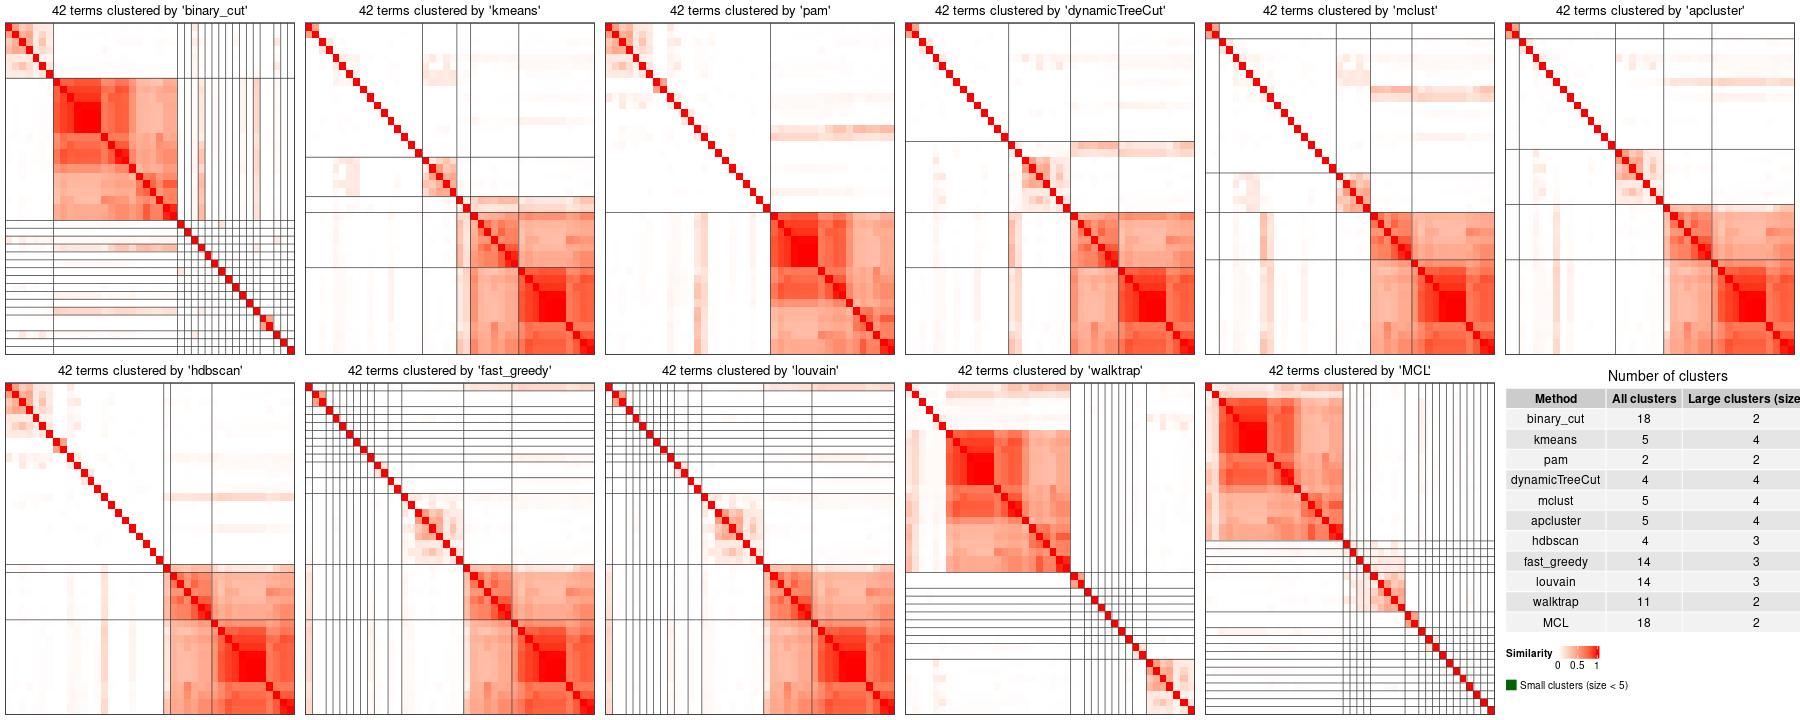 42 terms clustered by 'binary_cut'
42 terms clustered by 'kmeans'
42 terms clustered by 'pam'
42 terms clustered by 'dynamicTreeCut'
42 terms clustered by 'mclust'
42 terms clustered by 'apcluster'
42 terms clustered by 'hdbscan'
42 terms clustered by 'fast_greedy'
42 terms clustered by 'louvain'
42 terms clustered by 'walktrap'
42 terms clustered by 'MCL'
Number of clusters
Method All clusters Large clusters (size
binary_cut 18 2
kmeans 5 4
pam 2 2
dynamicTreeCut 4 4
mclust 5 4
apcluster 5 4
hdbscan 4 3
fast_greedy 14 3
louvain 14 3
walktrap 11 2
MCL 18 2
Similarity
0 0.5 1
Small clusters (size < 5)